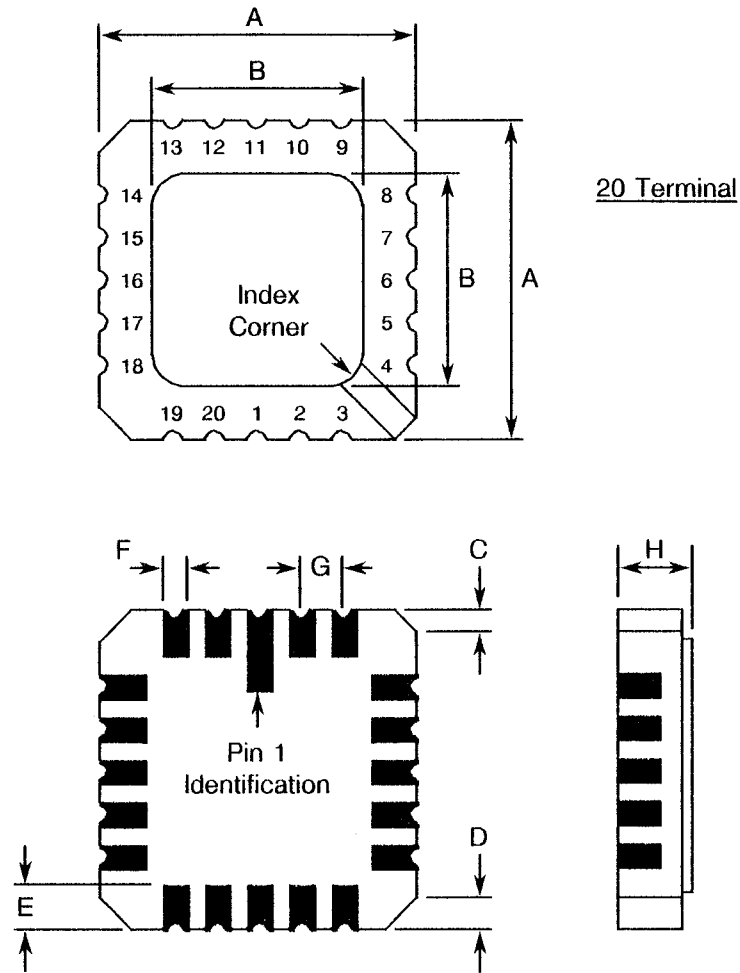 A
B
13 12 11 10 9
14
15
16
17
18
8
7
6
5
4
Index
Corner
B
A
20 Terminal
19 20 1 2 3
F
G
C
H
Pin 1
Identification
D
E